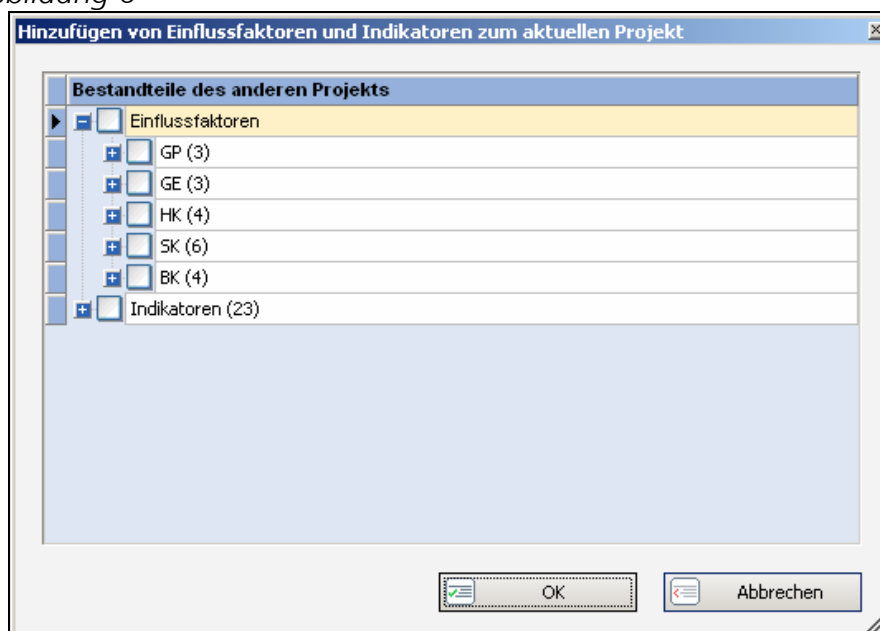 Hinzufügen von Einflussfaktoren und Indikatoren zum aktuellen Projekt
Bestandteile des anderen Projekts
Einflussfaktoren
GP (3)
GE (3)
HK (4)
SK (6)
BK (4)
Indikatoren (23)
OK
Abbrechen